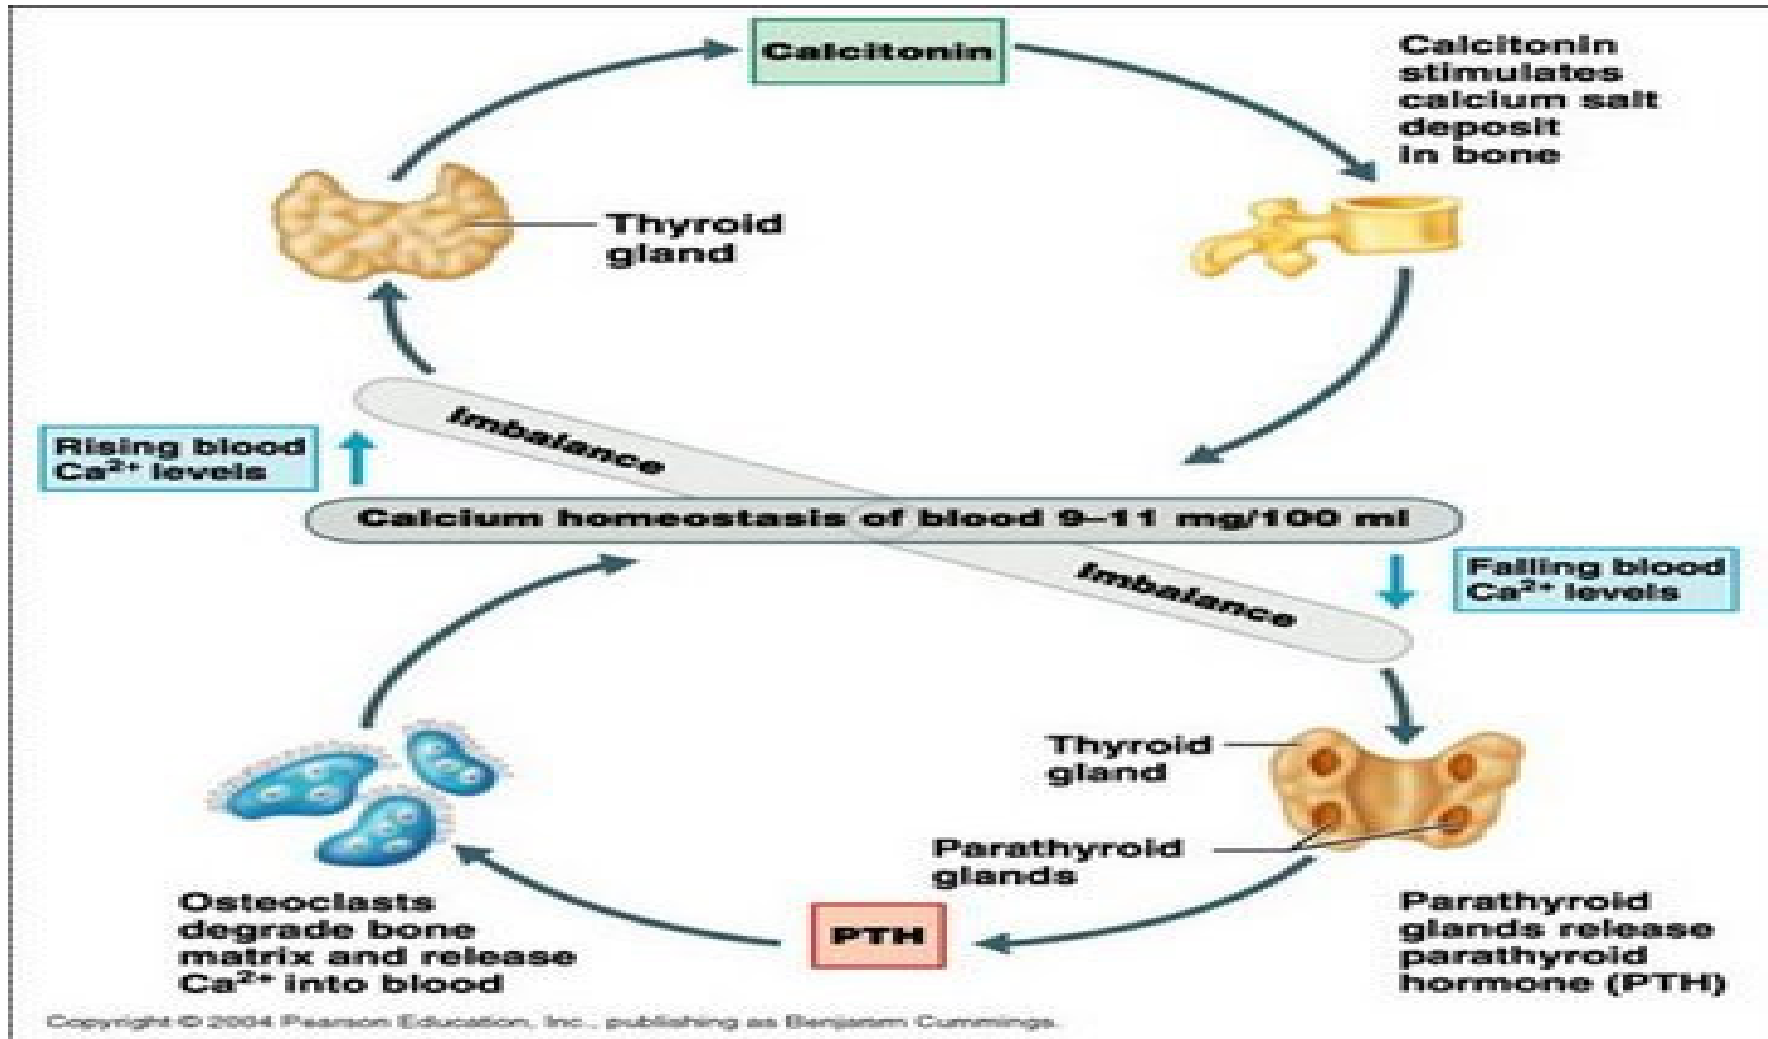 Calcitonin
Calcitonin
stimulates
calcium salt
deposit
in bone
Thyroid
gland
Imbalance
Rising blood
Ca²⁺ levels
Calcium homeostasis of blood 9–11 mg/100 ml
Falling blood
Ca²⁺ levels
Imbalance
Thyroid
gland
Parathyroid
glands
Parathyroid
glands release
parathyroid
hormone (PTH)
PTH
Osteoclasts
degrade bone
matrix and release
Ca²⁺ into blood
Copyright © 2004 Pearson Education, Inc., publishing as Benjamin Cummings.